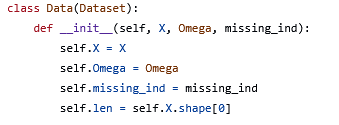 class Data(Dataset):
    def __init__(self, X, Omega, missing_ind):
        self.X = X
        self.Omega = Omega
        self.missing_ind = missing_ind
        self.len = self.X.shape[0]